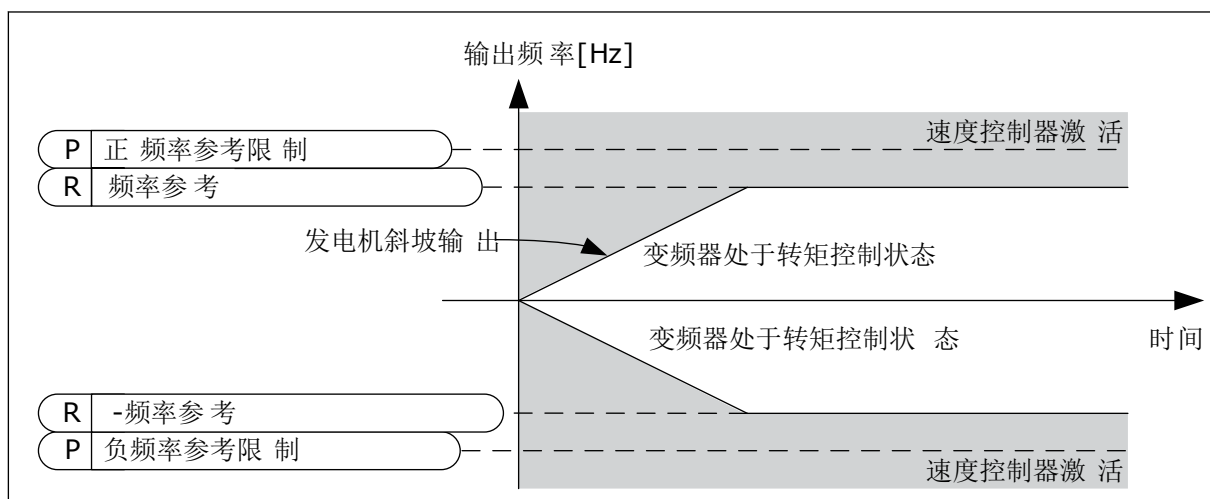 输出频率[Hz]
速度控制器激活
P 正频率参考限制
R 频率参考
发电机斜坡输出
变频器处于转矩控制状态
变频器处于转矩控制状态
时间
R -频率参考
P 负频率参考限制
速度控制器激活